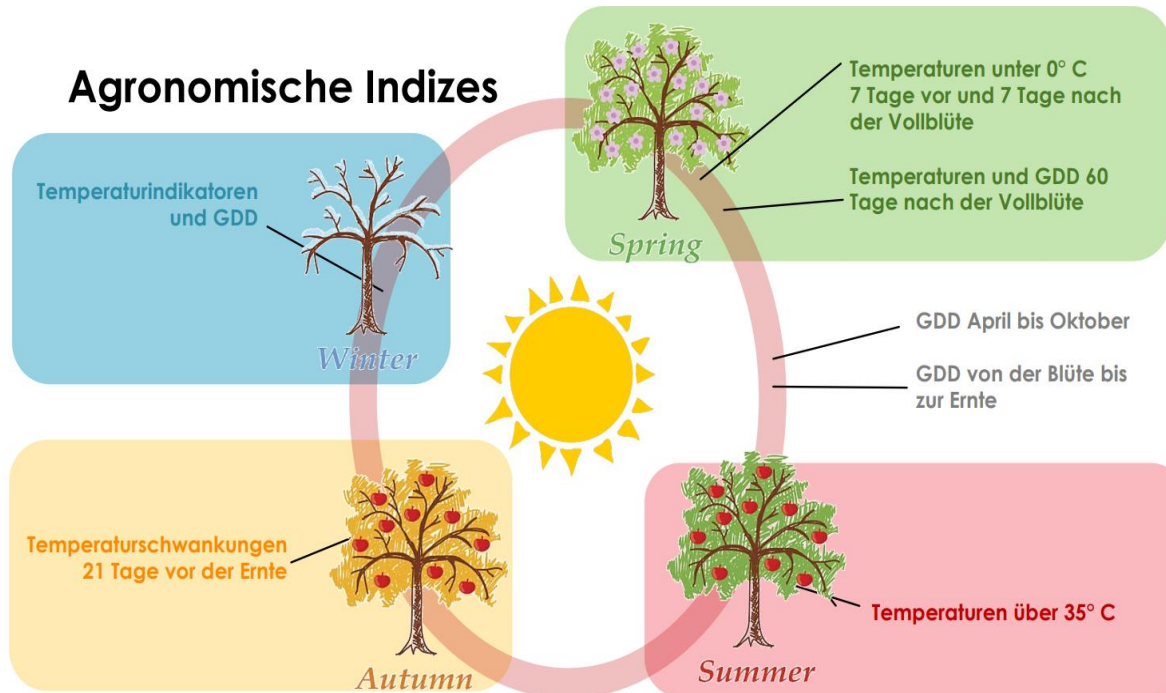 Agronomische Indizes
Temperaturindikatoren
und GDD
Winter
Temperaturen unter 0° C
7 Tage vor und 7 Tage nach
der Vollblüte
Temperaturen und GDD 60
Tage nach der Vollblüte
Spring
GDD April bis Oktober
GDD von der Blüte bis
zur Ernte
Temperaturschwankungen
21 Tage vor der Ernte
Autumn
Temperaturen über 35° C
Summer